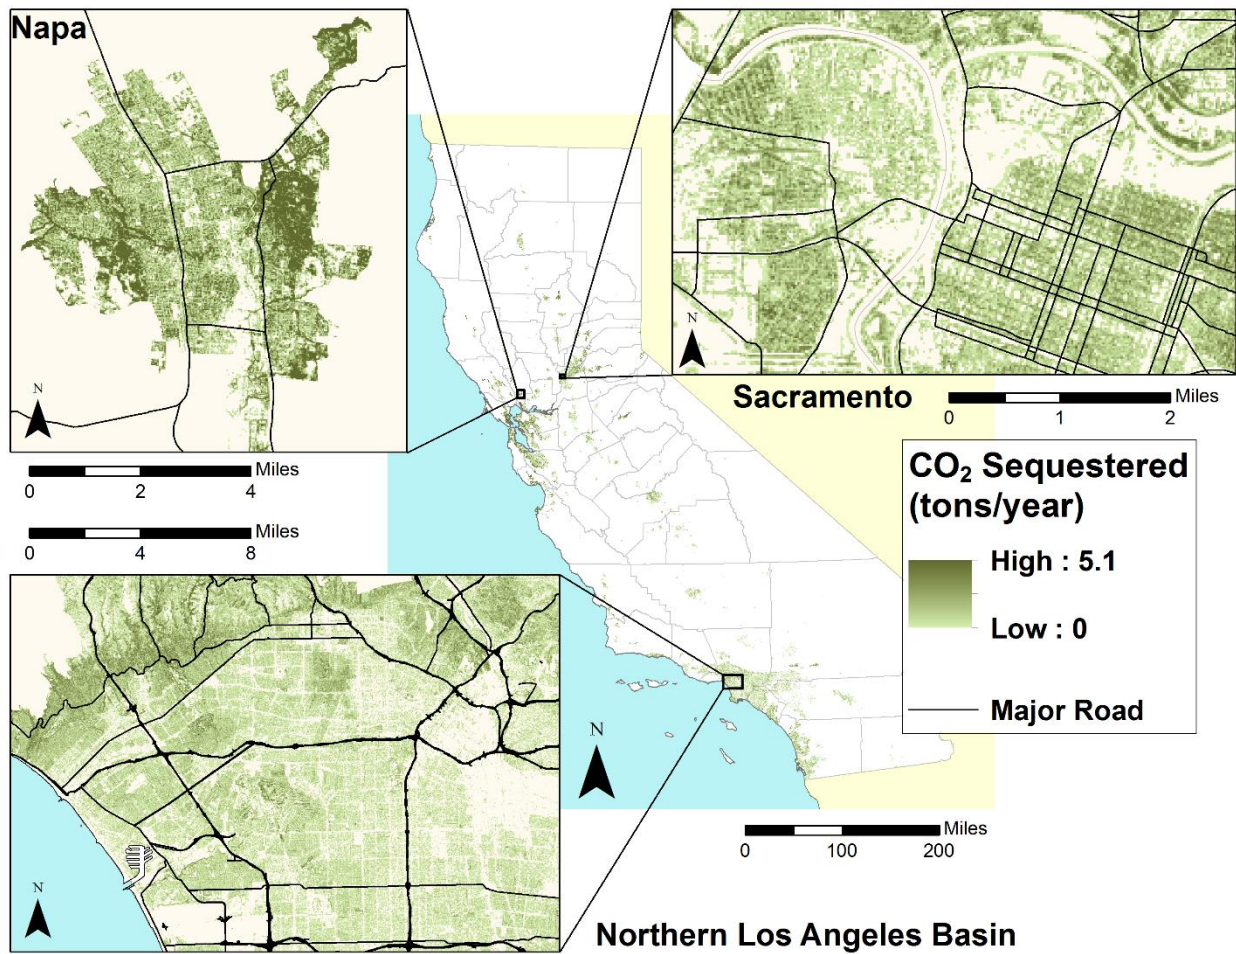 Napa
N
Miles
0 2 4
Miles
0 4 8
N
Sacramento
Miles
0 1 2
CO₂ Sequestered
(tons/year)
High : 5.1
Low : 0
Major Road
N
N
Miles
0 100 200
Northern Los Angeles Basin